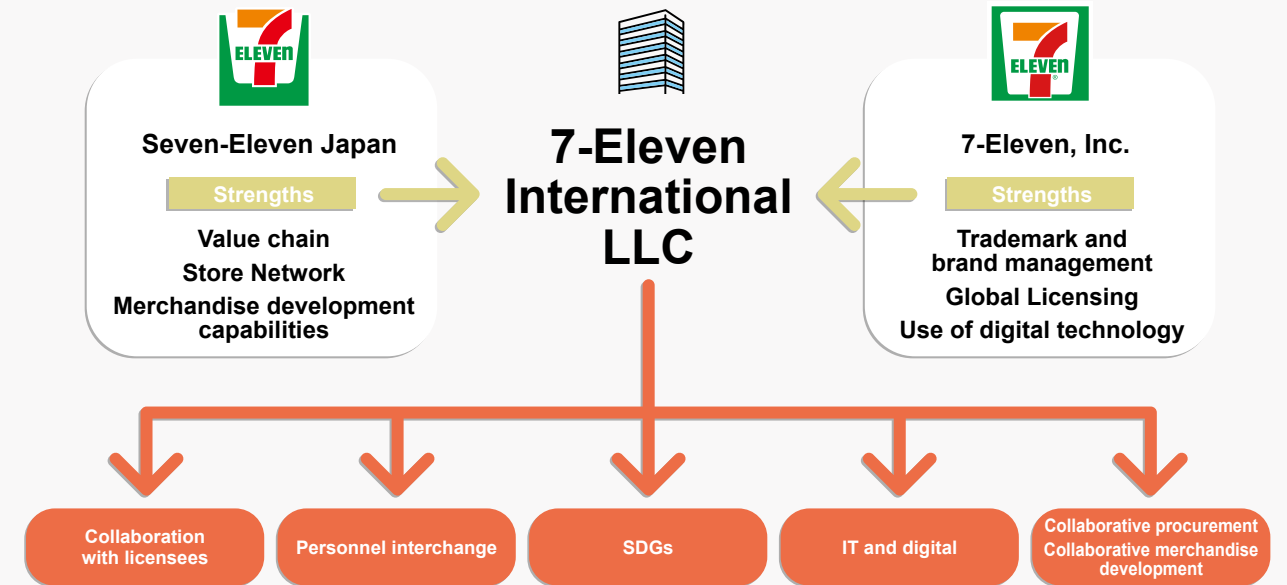 7
ELEVEn
Seven-Eleven Japan
Strengths
Value chain
Store Network
Merchandise development
capabilities
7-Eleven
International
LLC
7
ELEVEn
®
7-Eleven, Inc.
Strengths
Trademark and
brand management
Global Licensing
Use of digital technology
Collaboration
with licensees
Personnel interchange
SDGs
IT and digital
Collaborative procurement
Collaborative merchandise
development